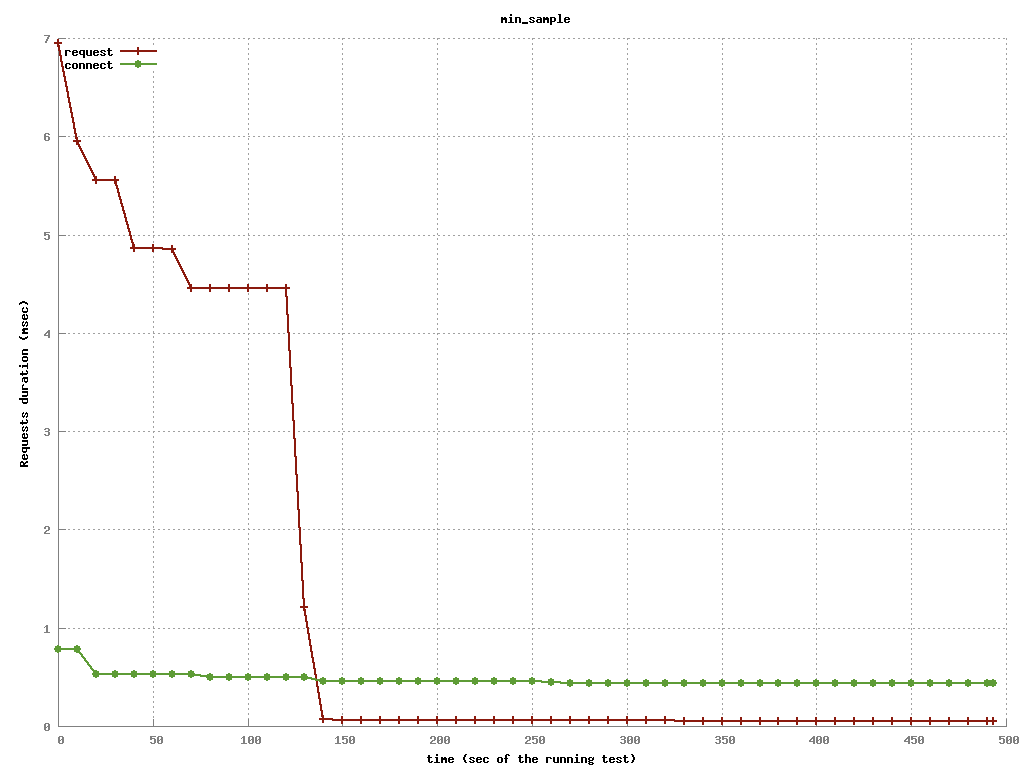 min_sample
request
connect
7
6
5
4
3
2
1
0
Requests duration (msec)
0 50 100 150 200 250 300 350 400 450 500
time (sec of the running test)